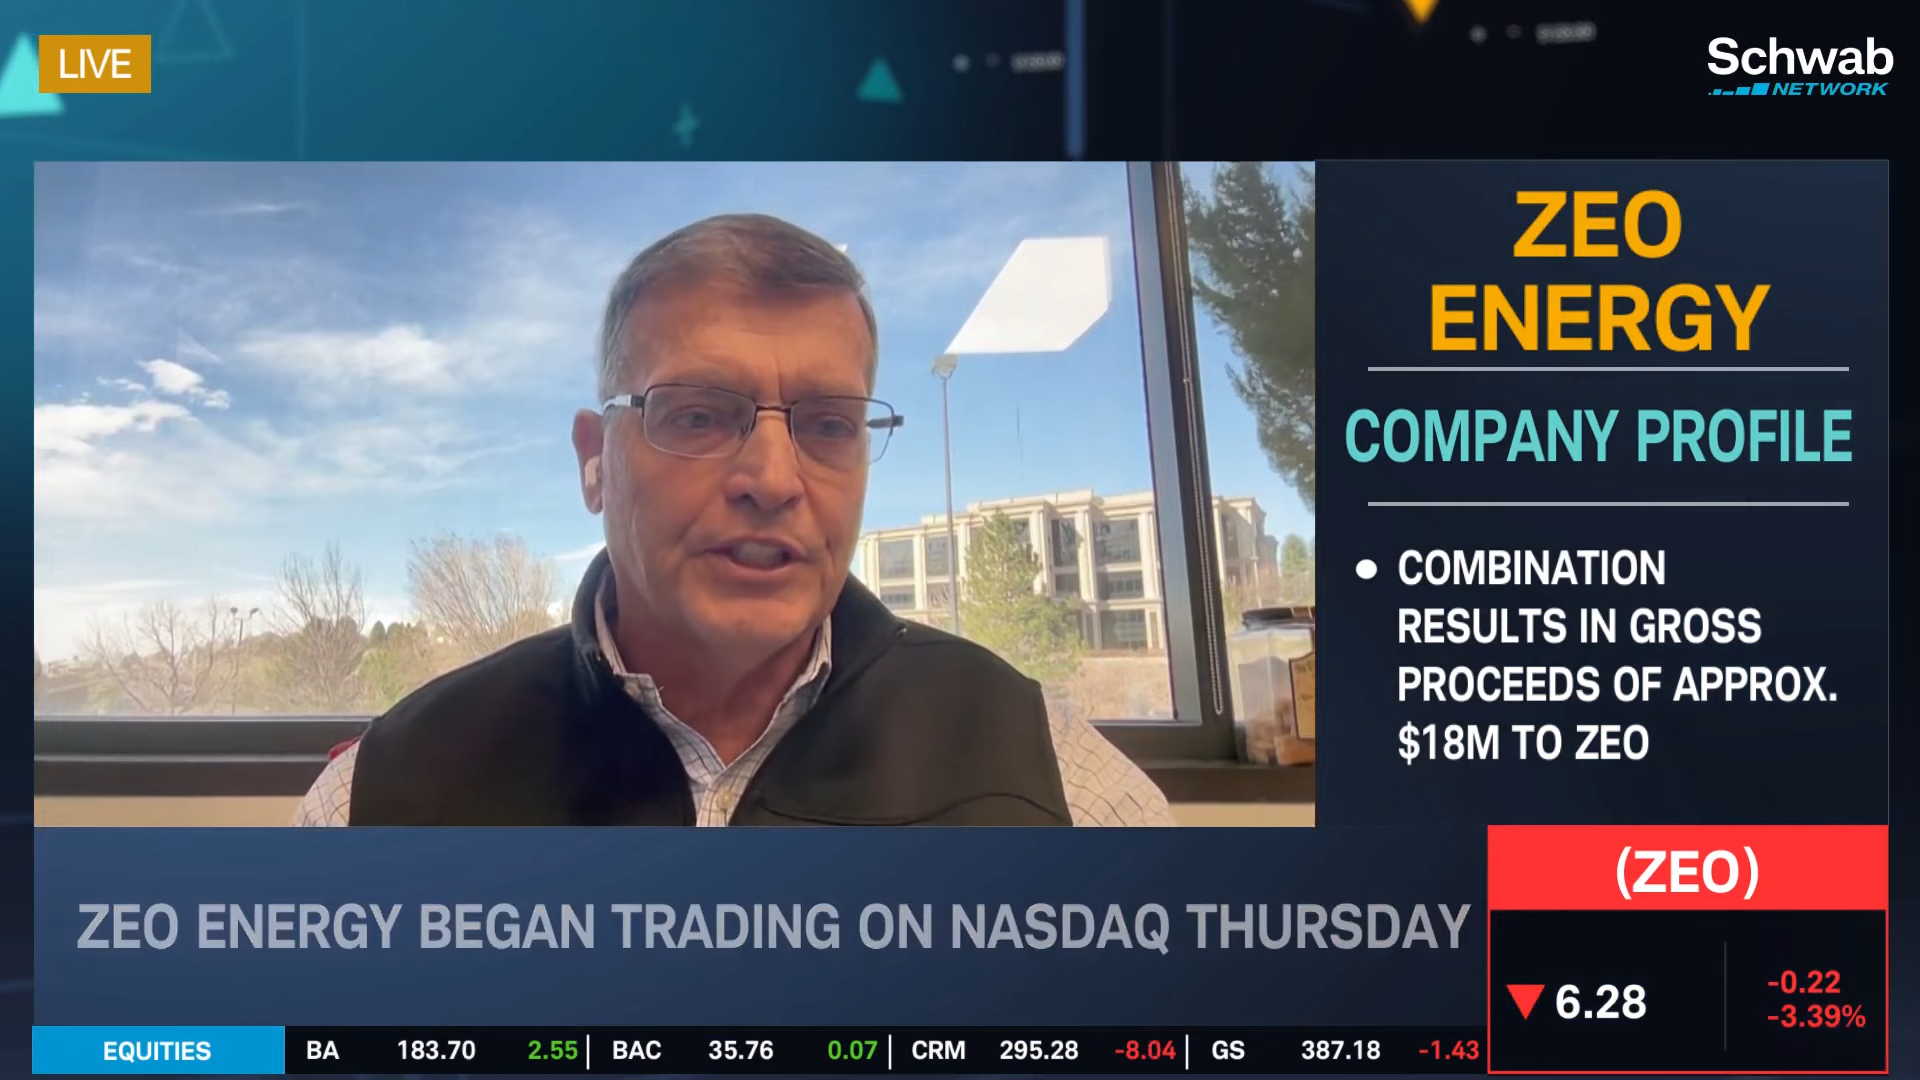 LIVE
Schwab
NETWORK
ZEO
ENERGY
COMPANY PROFILE
● COMBINATION
RESULTS IN GROSS
PROCEEDS OF APPROX.
$18M TO ZEO
ZEO ENERGY BEGAN TRADING ON NASDAQ THURSDAY
(ZEO)
▼ 6.28
-0.22
-3.39%
EQUITIES BA 183.70 2.55 | BAC 35.76 0.07 | CRM 295.28 -8.04 | GS 387.18 -1.43